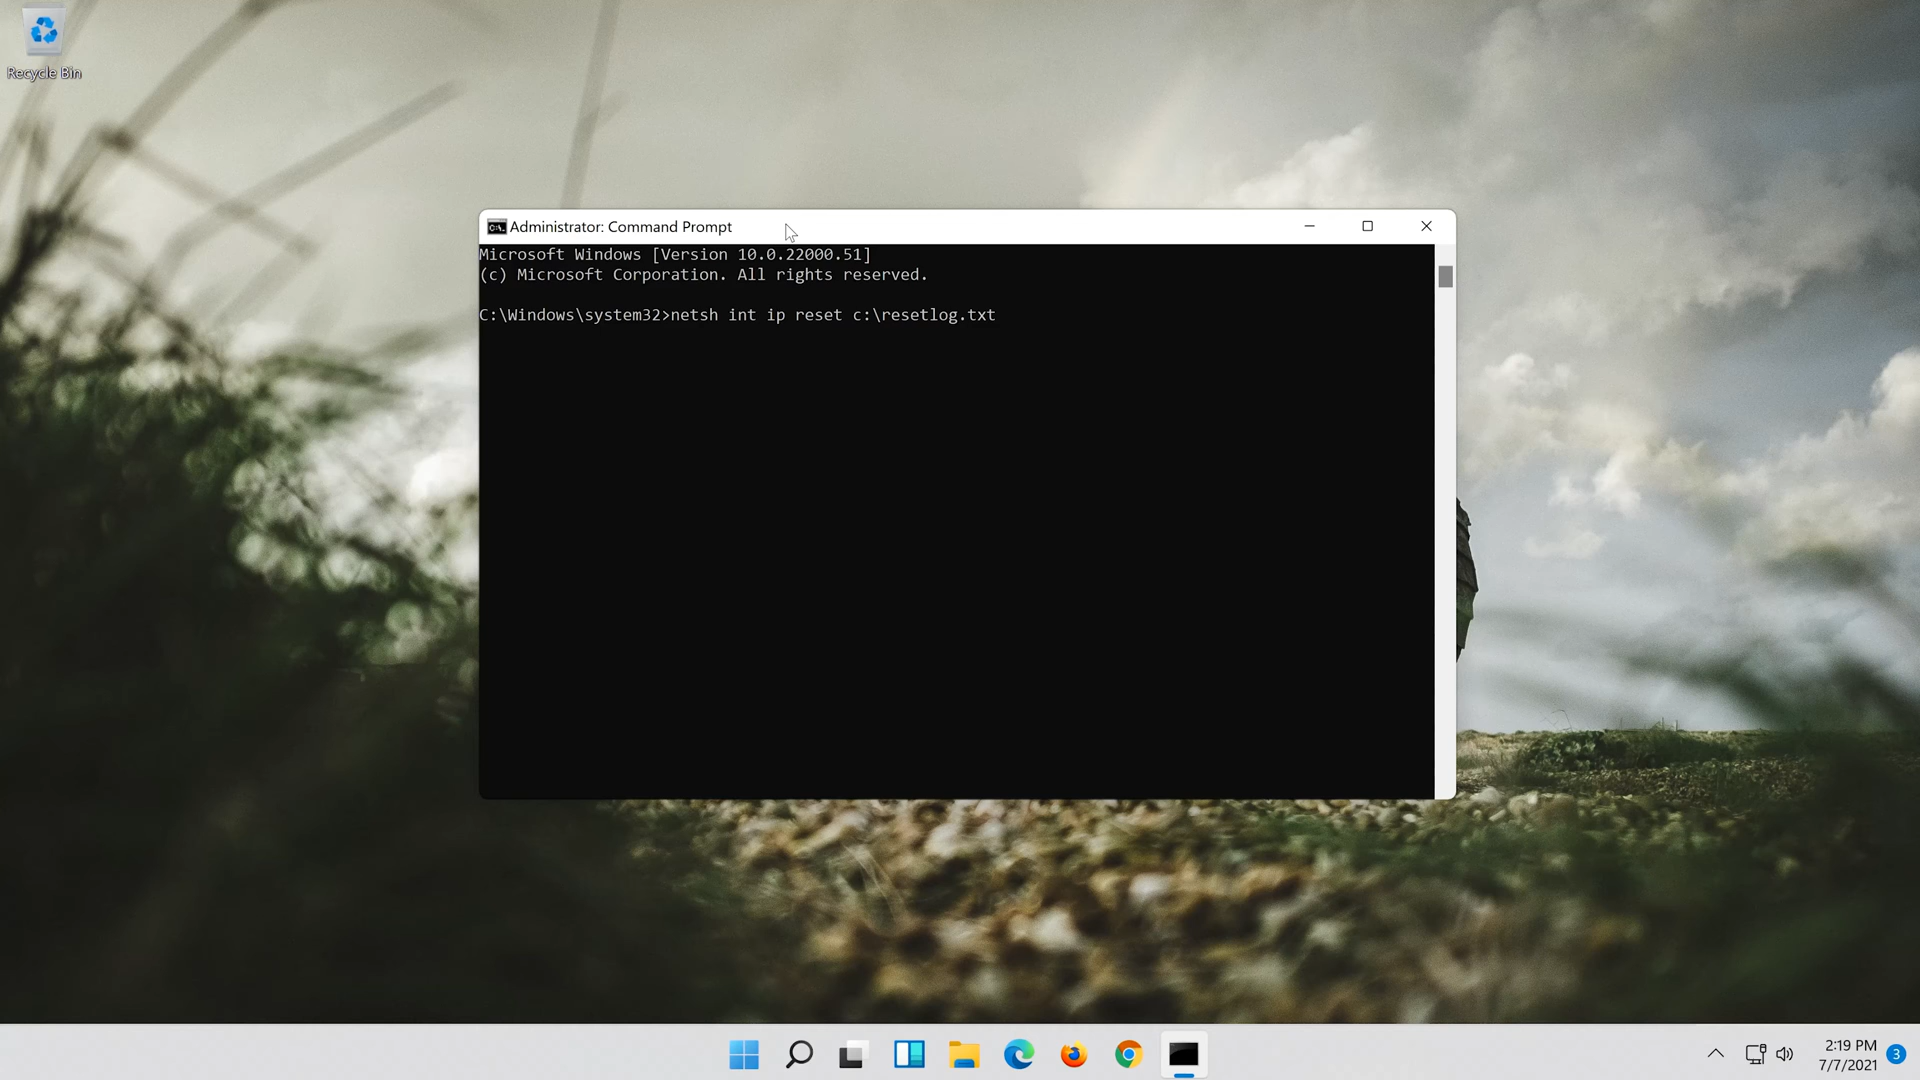 Recycle Bin
Administrator: Command Prompt
Microsoft Windows [Version 10.0.22000.51]
(c) Microsoft Corporation. All rights reserved.
C:\Windows\system32>netsh int ip reset c:\resetlog.txt
2:19 PM
7/7/2021
3